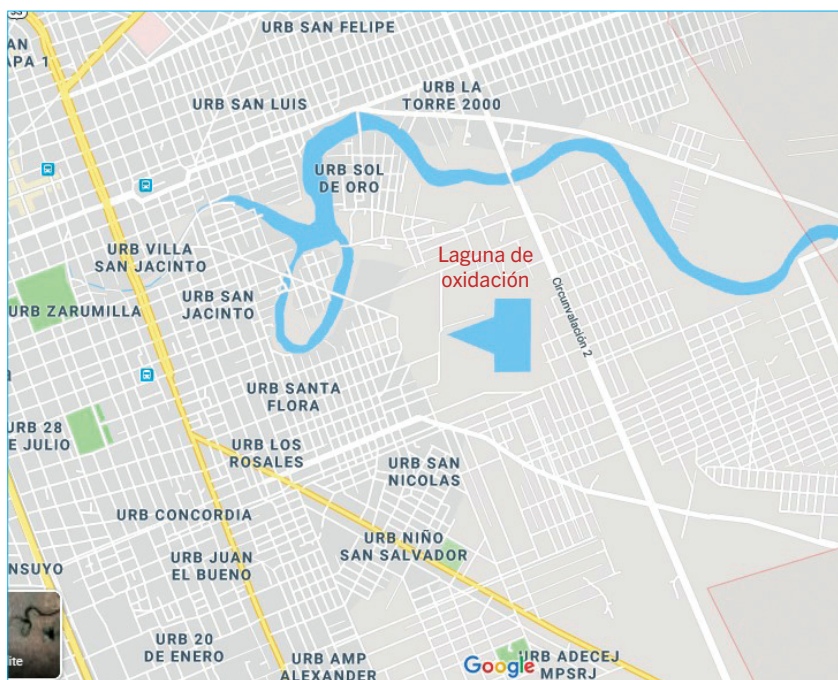 URB SAN FELIPE
APA 1
URB SAN LUIS
URB LA
TORRE 2000
URB SOL
DE ORO
URB VILLA
SAN JACINTO
Laguna de
oxidación
URB SAN
JACINTO
URB ZARUMILLA
Circunvalación 2
URB SANTA
FLORA
URB 28
E JULIO
URB LOS
ROSALES
URB SAN
NICOLAS
URB CONCORDIA
URB NIÑO
SAN SALVADOR
URB JUAN
EL BUENO
NSUYO
URB 20
DE ENERO
ite
URB AMP
ALEXANDER
Google
URB ADECEJ
MPSRJ